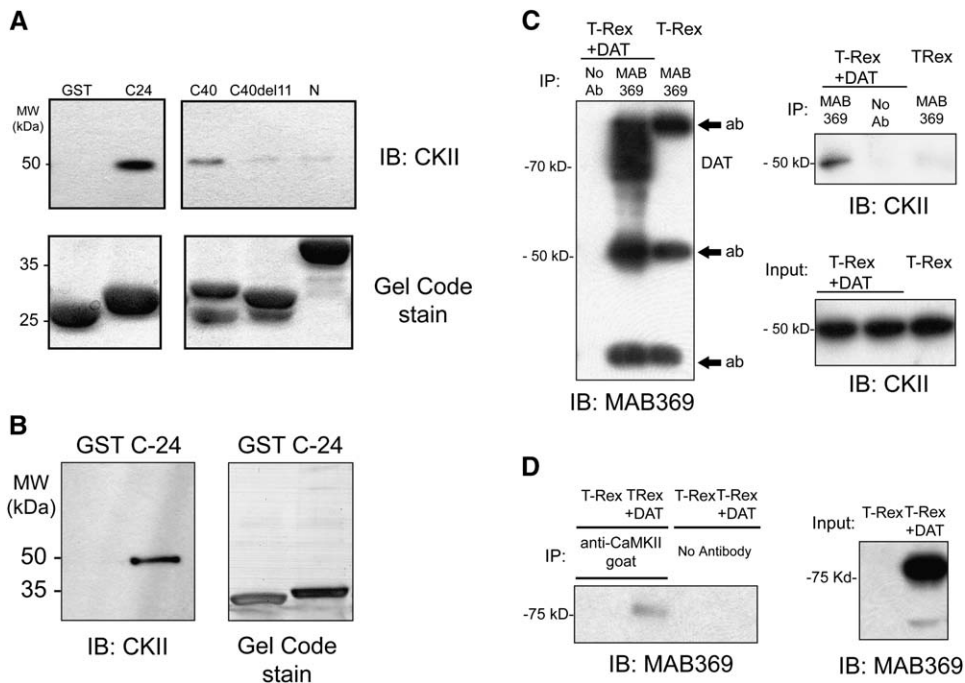 A
GST C24 C40 C40del11 N
MW
(kDa)
50
IB: CKII
35
25
Gel Code
stain
B
GST C-24 GST C-24
MW
(kDa)
50
35
IB: CKII
Gel Code
stain
C
T-Rex T-Rex
+DAT
IP: No
Ab
MAB
369
MAB
369
ab
- 70 kD-
DAT
- 50 kD-
ab
ab
IB: MAB369
T-Rex TRex
+DAT
IP: MAB
369
No
Ab
MAB
369
- 50 kD-
IB: CKII
Input: T-Rex T-Rex
+DAT
- 50 kD-
IB: CKII
D
T-Rex TRex T-Rex T-Rex
+DAT +DAT
IP: anti-CaMKII
goat
No Antibody
-75 kD-
IB: MAB369
Input: T-Rex T-Rex
+DAT
-75 Kd-
IB: MAB369